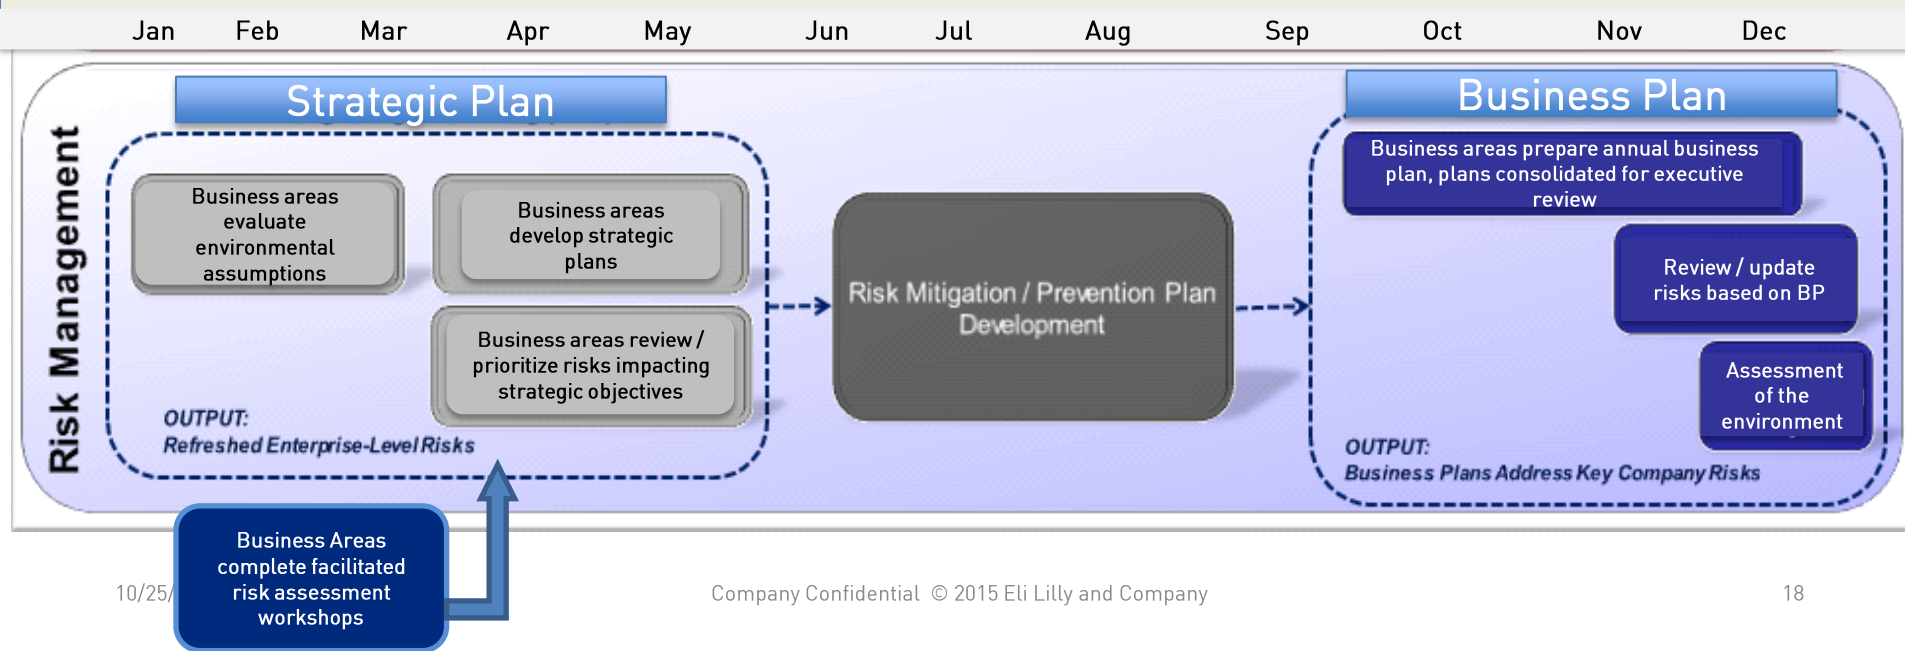 Jan Feb Mar Apr May Jun Jul Aug Sep Oct Nov Dec
Risk Management
Strategic Plan
Business areas
evaluate
environmental
assumptions
Business areas
develop strategic
plans
Business areas review /
prioritize risks impacting
strategic objectives
OUTPUT:
Refreshed Enterprise-Level Risks
Business Areas
complete facilitated
risk assessment
workshops
Risk Mitigation / Prevention Plan
Development
Business Plan
Business areas prepare annual business
plan, plans consolidated for executive
review
Review / update
risks based on BP
Assessment
of the
environment
OUTPUT:
Business Plans Address Key Company Risks
10/25/
Company Confidential © 2015 Eli Lilly and Company
18